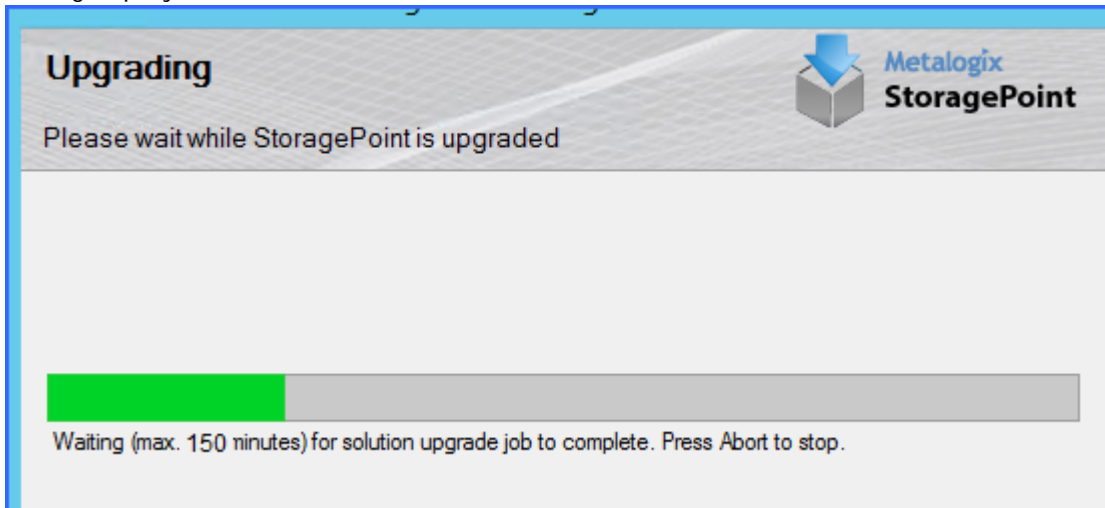 Upgrading
Metalogix
StoragePoint
Please wait while StoragePoint is upgraded
Waiting (max. 150 ninutes) for solution upgrade job to complete. Press Abort to stop.